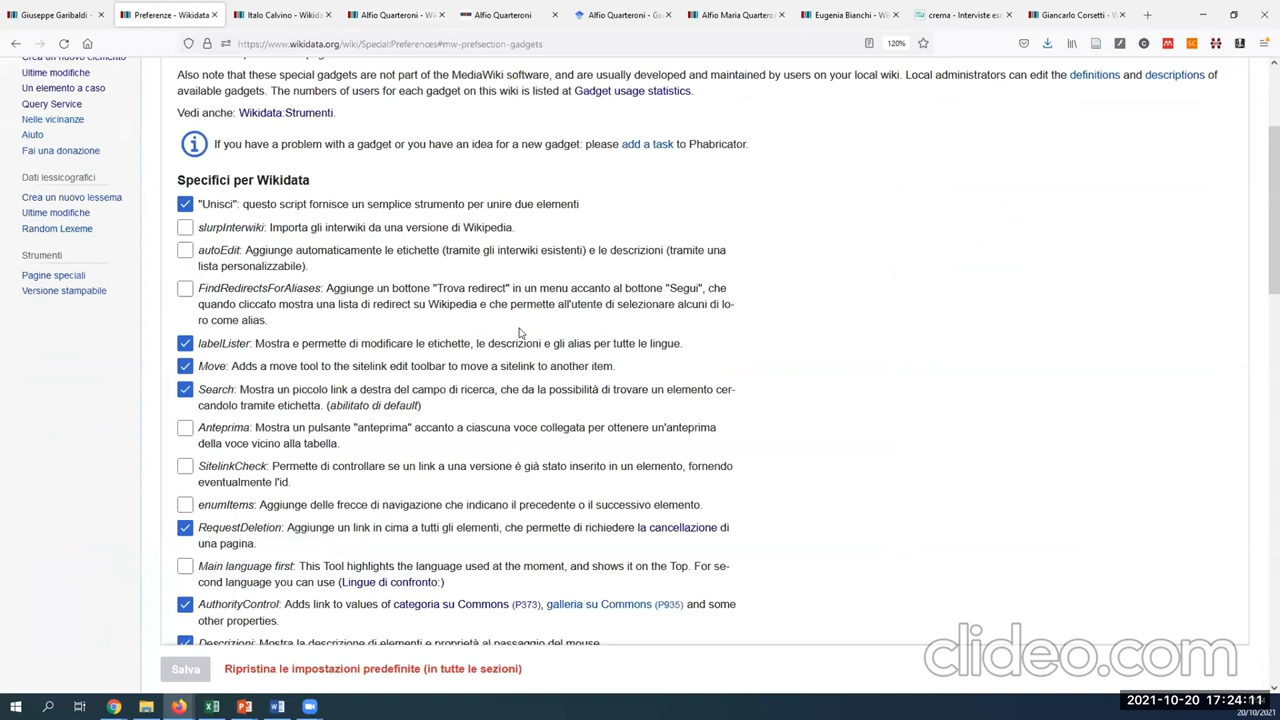 Giuseppe Garibaldi - Wikidata
Preferenze - Wikidata
Italo Calvino - Wikidata
Alfio Quarteroni - Wikidata
Alfio Quarteroni
Alfio Quarteroni
Alfio Maria Quarteroni
Eugenia Bianchi - Wikidata
crema - Interviste
Giancarlo Corsetti - Wikidata
https://www.wikidata.org/wiki/Special:Preferences#mw-prefsection-gadgets
120%
Crea un nuovo elemento
Ultime modifiche
Un elemento a caso
Query Service
Nelle vicinanze
Aiuto
Fai una donazione
Dati lessicografici
Crea un nuovo lessema
Ultime modifiche
Random Lexeme
Strumenti
Pagine speciali
Versione stampabile
Also note that these special gadgets are not part of the MediaWiki software, and are usually developed and maintained by users on your local wiki. Local administrators can edit the definitions and descriptions of
available gadgets. The numbers of users for each gadget on this wiki is listed at Gadget usage statistics.
Vedi anche: Wikidata:Strumenti.
If you have a problem with a gadget or you have an idea for a new gadget: please add a task to Phabricator.
Specifici per Wikidata
"Unisci": questo script fornisce un semplice strumento per unire due elementi
slurpInterwiki: Importa gli interwiki da una versione di Wikipedia.
autoEdit: Aggiunge automaticamente le etichette (tramite gli interwiki esistenti) e le descrizioni (tramite una
lista personalizzabile).
FindRedirectsForAliases: Aggiunge un bottone "Trova redirect" in un menu accanto al bottone "Segui", che
quando cliccato mostra una lista di redirect su Wikipedia e che permette all'utente di selezionare alcuni di lo-
ro come alias.
labelLister: Mostra e permette di modificare le etichette, le descrizioni e gli alias per tutte le lingue.
Move: Adds a move tool to the sitelink edit toolbar to move a sitelink to another item.
Search: Mostra un piccolo link a destra del campo di ricerca, che da la possibilità di trovare un elemento cer-
candolo tramite etichetta. (abilitato di default)
Anteprima: Mostra un pulsante "anteprima" accanto a ciascuna voce collegata per ottenere un'anteprima
della voce vicino alla tabella.
SitelinkCheck: Permette di controllare se un link a una versione è già stato inserito in un elemento, fornendo
eventualmente l'id.
enumItems: Aggiunge delle frecce di navigazione che indicano il precedente o il successivo elemento.
RequestDeletion: Aggiunge un link in cima a tutti gli elementi, che permette di richiedere la cancellazione di
una pagina.
Main language first: This Tool highlights the language used at the moment, and shows it on the Top. For se-
cond language you can use (Lingue di confronto:)
AuthorityControl: Adds link to values of categoria su Commons (P373), galleria su Commons (P935) and some
other properties.
Descrizioni: Mostra la descrizione di elementi e proprietà al passaggio del mouse.
Salva
Ripristina le impostazioni predefinite (in tutte le sezioni)
clideo.com
2021-10-20 17:24:11
20/10/2021